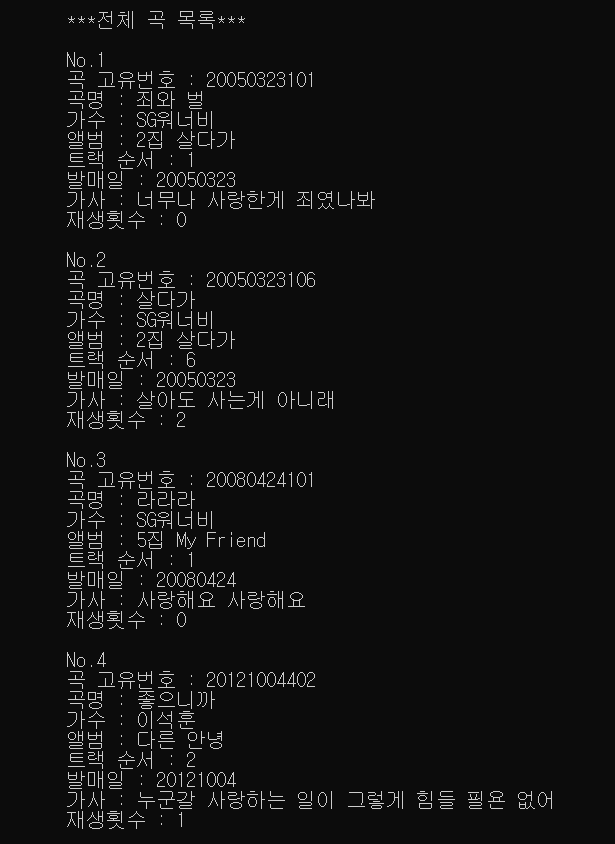 ***전체 곡 목록***
No.1
곡 고유번호 : 20050323101
곡명 : 죄와 벌
가수 : SG워너비
앨범 : 2집 살다가
트랙 순서 : 1
발매일 : 20050323
가사 : 너무나 사랑한게 죄였나봐
재생횟수 : 0
No.2
곡 고유번호 : 20050323106
곡명 : 살다가
가수 : SG워너비
앨범 : 2집 살다가
트랙 순서 : 6
발매일 : 20050323
가사 : 살아도 사는게 아니래
재생횟수 : 2
No.3
곡 고유번호 : 20080424101
곡명 : 라라라
가수 : SG워너비
앨범 : 5집 My Friend
트랙 순서 : 1
발매일 : 20080424
가사 : 사랑해요 사랑해요
재생횟수 : 0
No.4
곡 고유번호 : 20121004402
곡명 : 좋으니까
가수 : 이석훈
앨범 : 다른 안녕
트랙 순서 : 2
발매일 : 20121004
가사 : 누군갈 사랑하는 일이 그렇게 힘들 필욘 없어
재생횟수 : 1